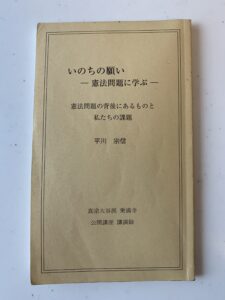 いのちの願い
― 憲法問題に学ぶ ―
憲法問題の背後にあるものと
私たちの課題
平川 宗信
真宗大谷派 東満寺
公開講座 講演録